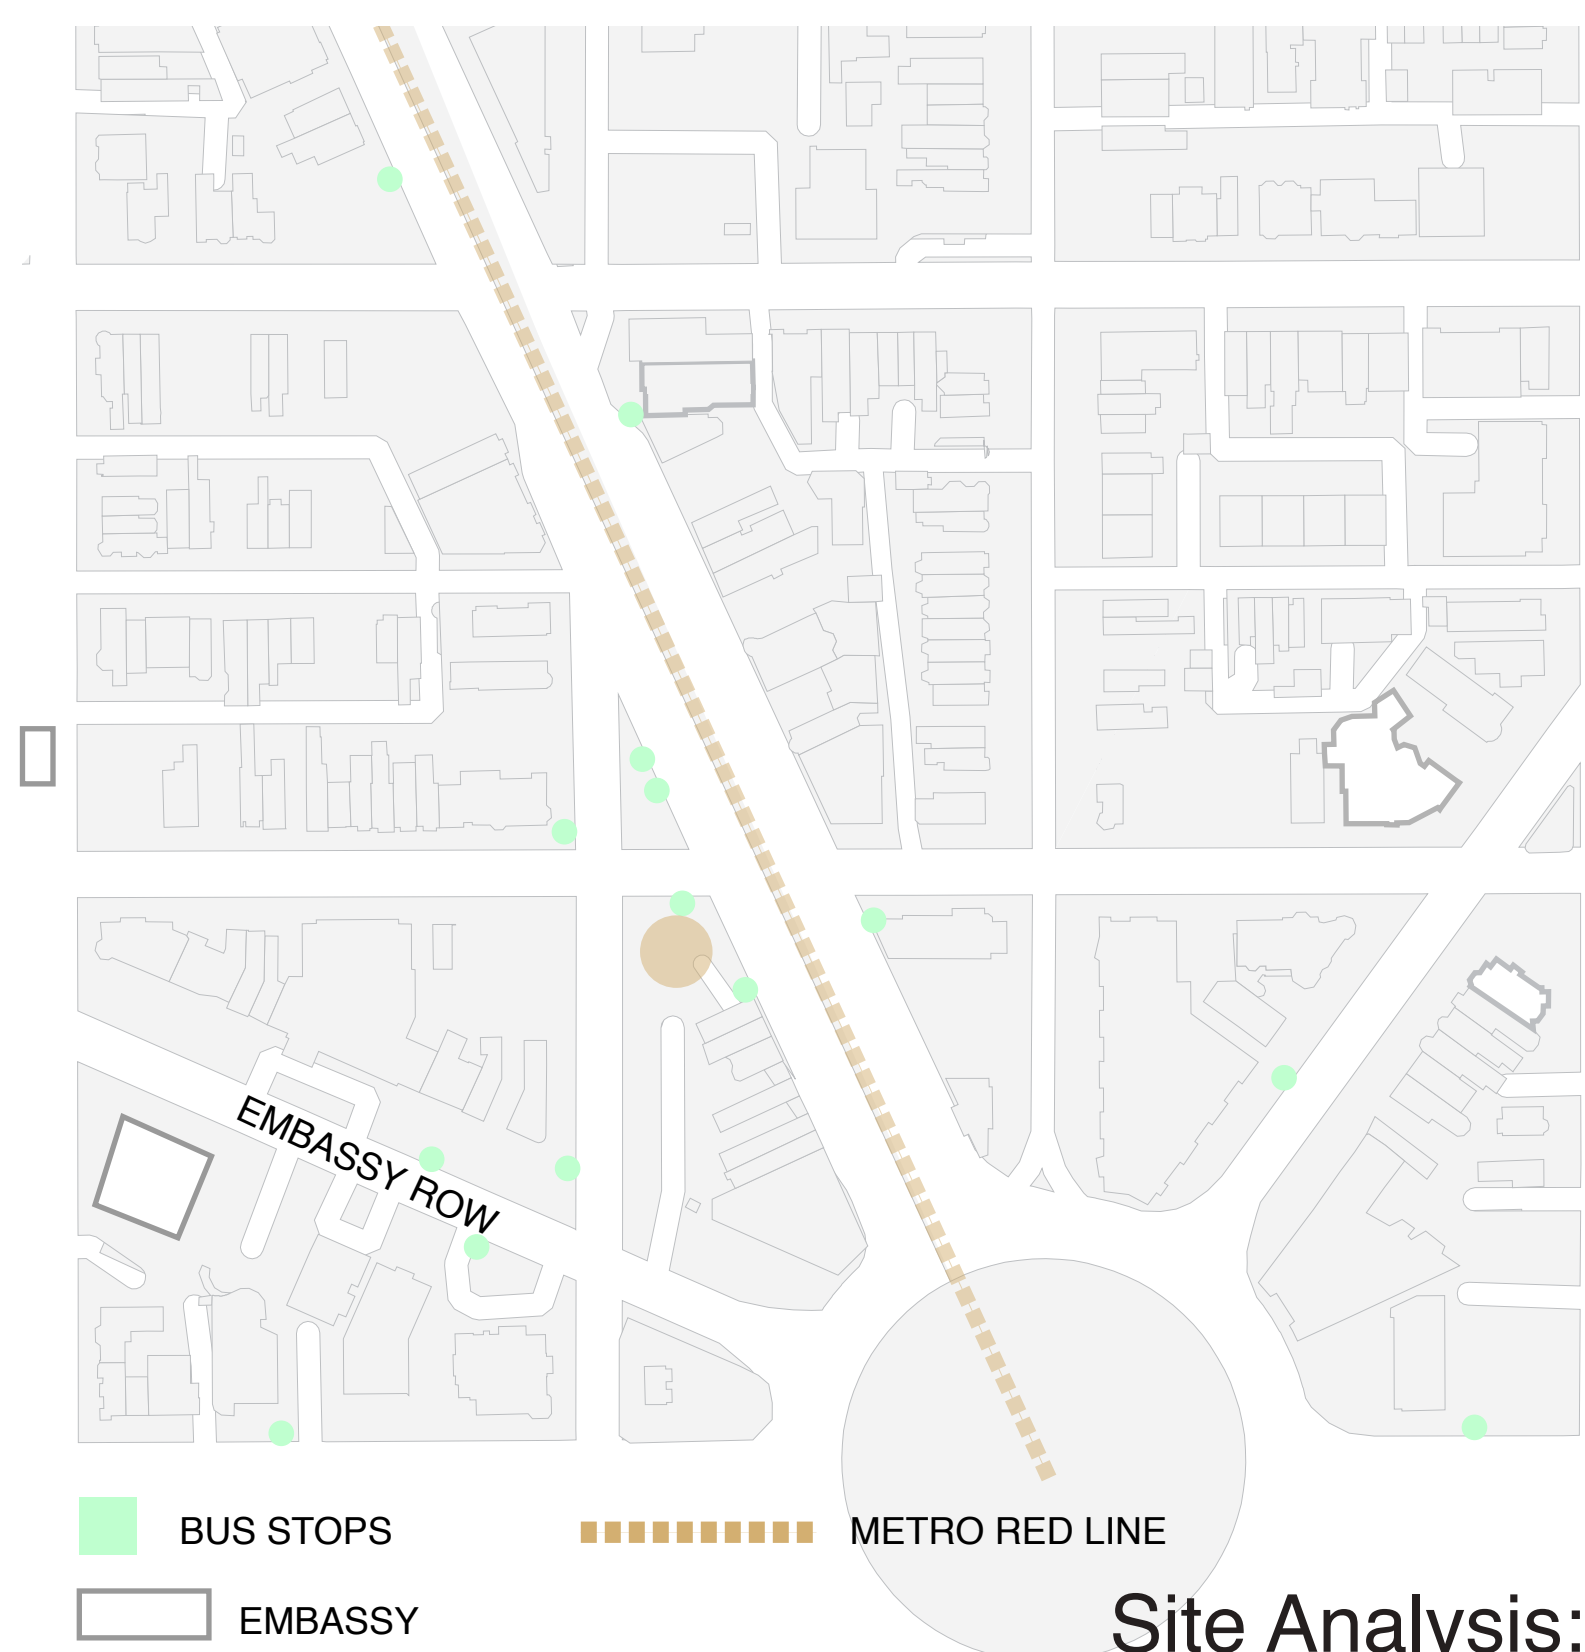 EMBASSY ROW
BUS STOPS
METRO RED LINE
EMBASSY
Site Analysis: